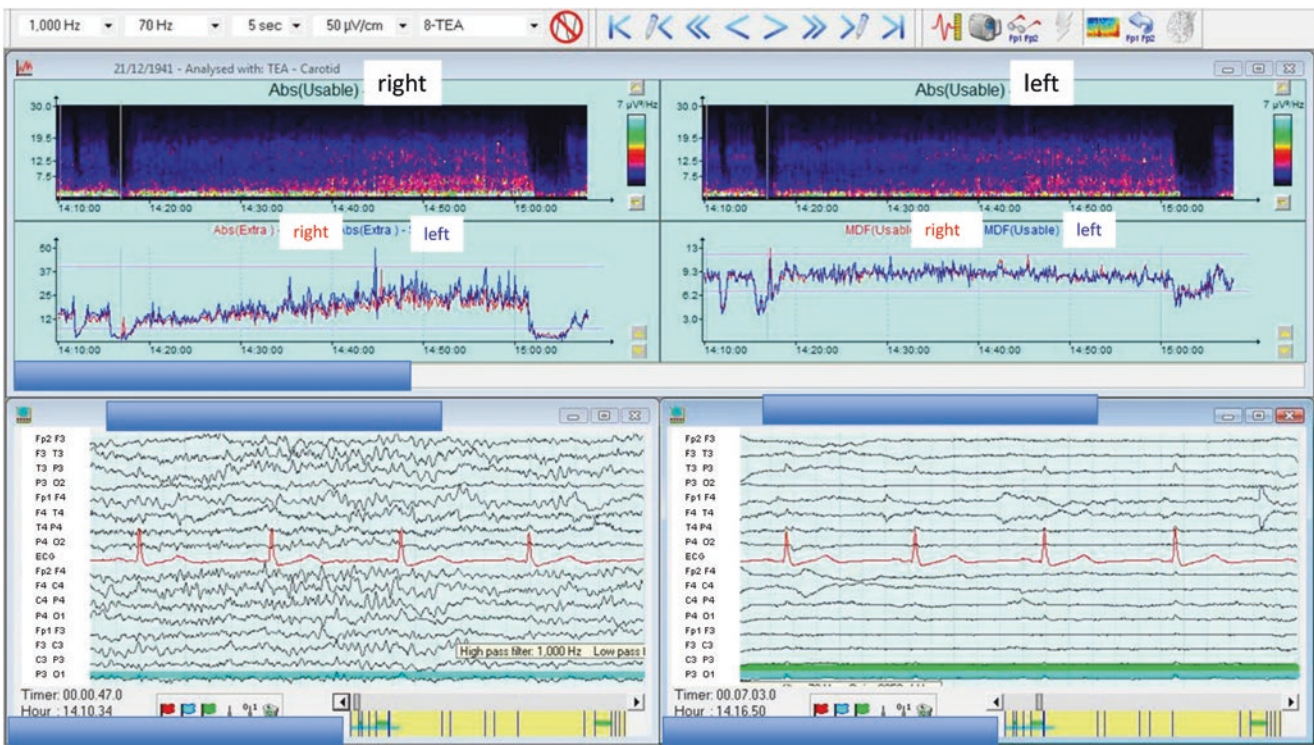 1,000 Hz 70 Hz 5 sec 50 µV/cm 8-TEA
Fp1 Fp2 Fp1 Fp2
21/12/1941 - Analysed with: TEA - Carotid
Abs(Usable) - right
7 µV²/Hz
30.0
19.5
12.5
7.5
14:10:00 14:20:00 14:30:00 14:40:00 14:50:00 15:00:00
Abs(Usable) - left
7 µV²/Hz
30.0
19.5
12.5
7.5
14:10:00 14:20:00 14:30:00 14:40:00 14:50:00 15:00:00
Abs(Extra ) - right Abs(Extra ) - left
50
37
25
12
14:10:00 14:20:00 14:30:00 14:40:00 14:50:00 15:00:00
MDF(Usabl right MDF(Usable) left
13
9.3
6.2
3.0
14:10:00 14:20:00 14:30:00 14:40:00 14:50:00 15:00:00
Fp2 F3
F3 T3
T3 P3
P3 O2
Fp1 F4
F4 T4
T4 P4
P4 O2
ECG
Fp2 F4
F4 C4
C4 P4
P4 O1
Fp1 F3
F3 C3
C3 P3
P3 O1
High pass filter: 1,000 Hz Low pass
Timer: 00.00.47.0
Hour : 14.10.34
Fp2 F3
F3 T3
T3 P3
P3 O2
Fp1 F4
F4 T4
T4 P4
P4 O2
ECG
Fp2 F4
F4 C4
C4 P4
P4 O1
Fp1 F3
F3 C3
C3 P3
P3 O1
Timer: 00.07.03.0
Hour : 14.16.50